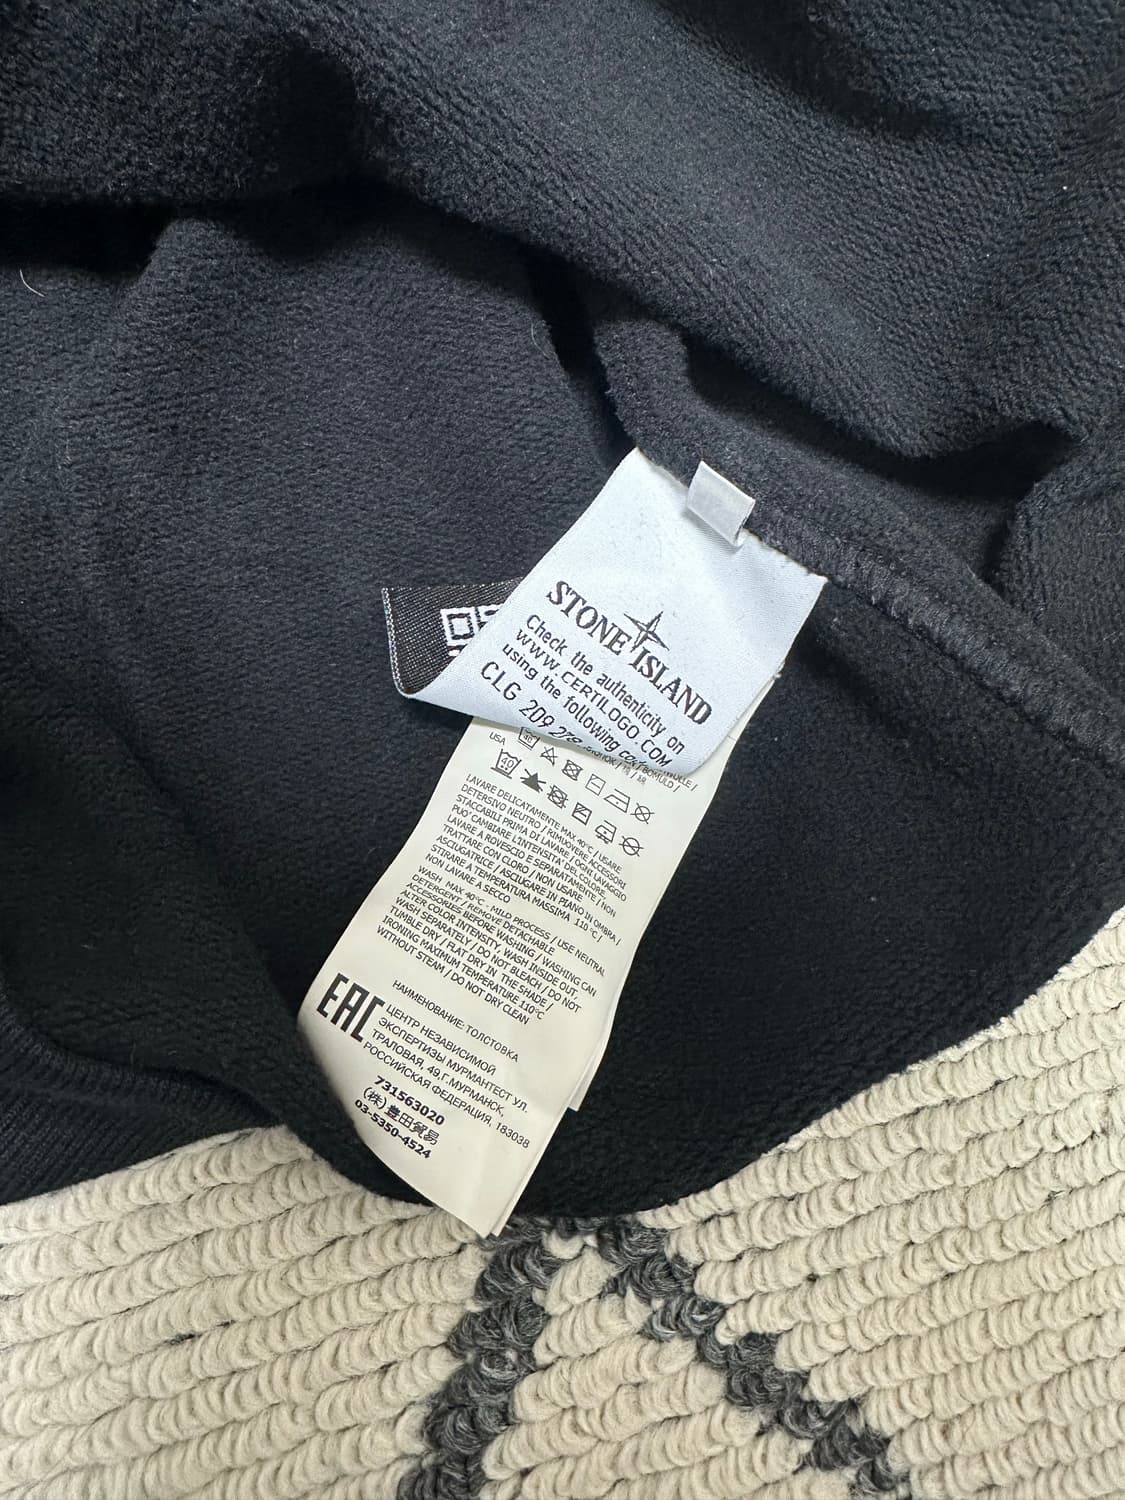 STONE ISLAND
Check the authenticity on
WWW.CERTILOGO.COM
using the following
CLG 209
USA
40
LAVARE DELICATAMENTE MAX 40°C / USARE
DETERSIVO NEUTRO / RIMUOVERE ACCESSORI
STACCABILI PRIMA DI LAVARE / OGNI LAVAGGIO
PUO' CAMBIARE L'INTENSITA' DEL COLORE,
LAVARE A ROVESCIO E SEPARATAMENTE / NON
TRATTARE CON CLORO / NON USARE
ASCIUGATRICE / ASCIUGARE IN PIANO IN OMBRA /
STIRARE A TEMPERATURA MASSIMA 110 °C /
NON LAVARE A SECCO
WASH MAX 40°C. MILD PROCESS / USE NEUTRAL
DETERGENT / REMOVE DETACHABLE
ACCESSORIES BEFORE WASHING / WASHING CAN
ALTER COLOR INTENSITY, WASH INSIDE OUT,
WASH SEPARATELY / DO NOT BLEACH / DO NOT
TUMBLE DRY / FLAT DRY IN THE SHADE /
IRONING MAXIMUM TEMPERATURE 110°C
WITHOUT STEAM / DO NOT DRY CLEAN
EAC
НАИМЕНОВАНИЕ: ТОЛСТОВКА
ЦЕНТР НЕЗАВИСИМОЙ
ЭКСПЕРТИЗЫ МУРМАНТЕСТ УЛ.
ТРАЛОВАЯ, 49,Г.МУРМАНСК,
РОССИЙСКАЯ ФЕДЕРАЦИЯ, 183038
731563020
(株)豊田貿易
03-5350-4524